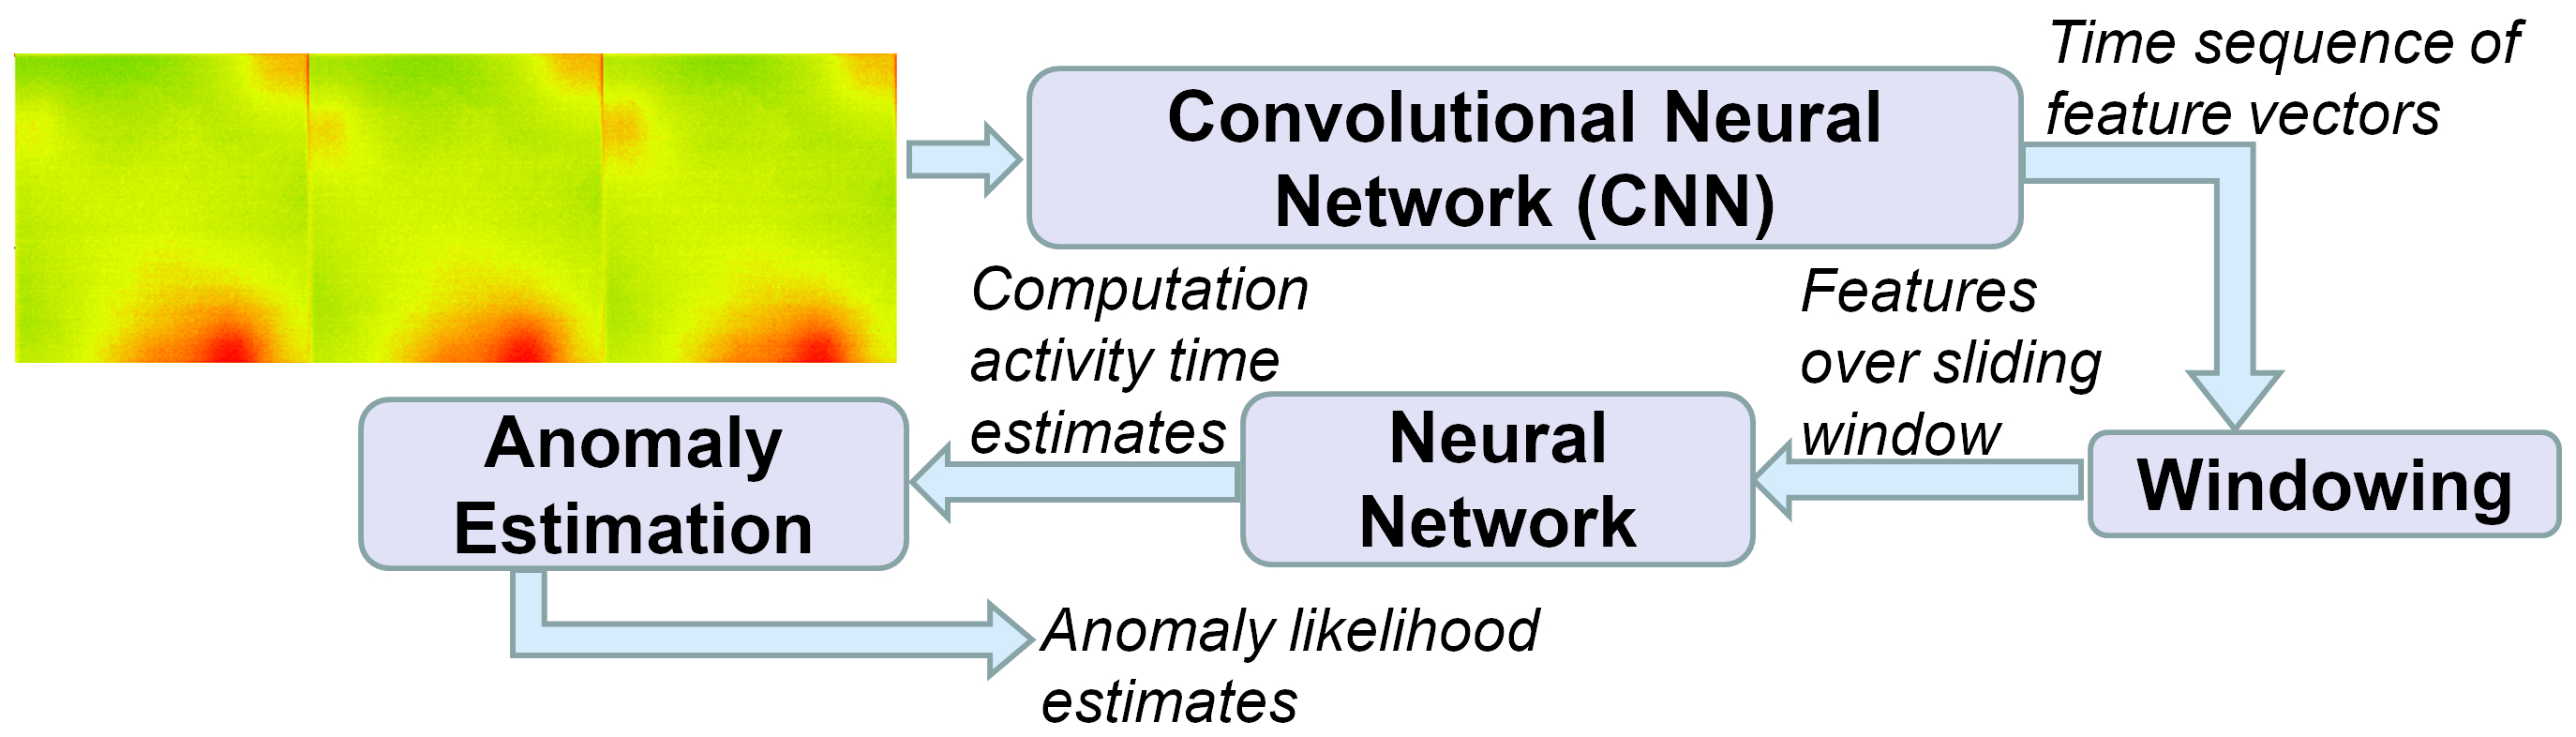 Time sequence of
feature vectors
Convolutional Neural
Network (CNN)
Computation
activity time
estimates
Features
over sliding
window
Anomaly
Estimation
Neural
Network
Windowing
Anomaly likelihood
estimates